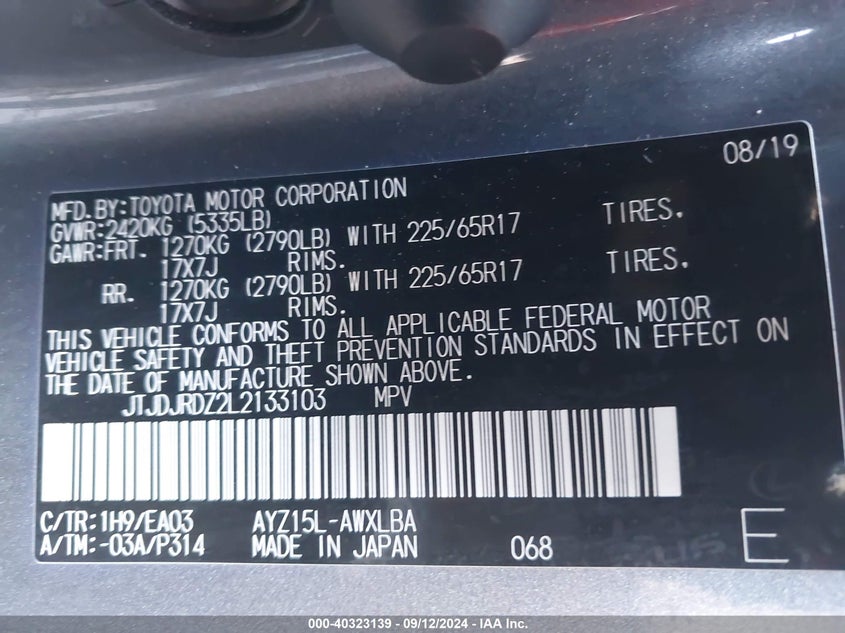 08/19
MFD.BY:TOYOTA MOTOR CORPORATION
GVWR:2420KG (5335LB)
GAWR:FRT. 1270KG (2790LB) WITH 225/65R17 TIRES.
17X7J RIMS.
RR. 1270KG (2790LB) WITH 225/65R17 TIRES.
17X7J RIMS.
THIS VEHICLE CONFORMS TO ALL APPLICABLE FEDERAL MOTOR
VEHICLE SAFETY AND THEFT PREVENTION STANDARDS IN EFFECT ON
THE DATE OF MANUFACTURE SHOWN ABOVE.
JTJDJRDZ2L2133103 MPV
C/TR:1H9/EA03 AYZ15L-AWXLBA
A/TM:-03A/P314 MADE IN JAPAN 068 E
000-40323139 - 09/12/2024 - IAA Inc.